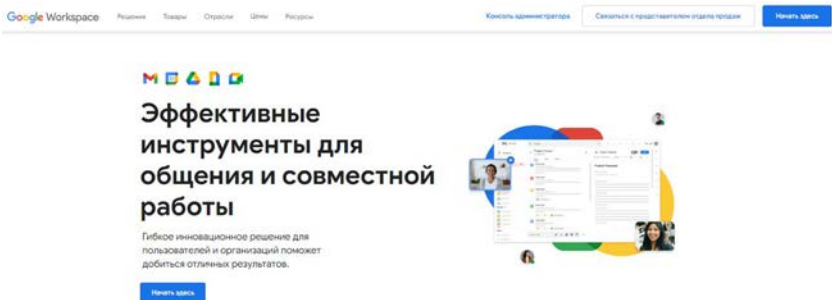 Google Workspace Решения Товары Отрасли Цены Ресурсы Консоль администратора Связаться с представителем отдела продаж Начать здесь
Эффективные
инструменты для
общения и совместной
работы
Гибкое инновационное решение для
пользователей и организаций поможет
добиться отличных результатов.
Начать здесь